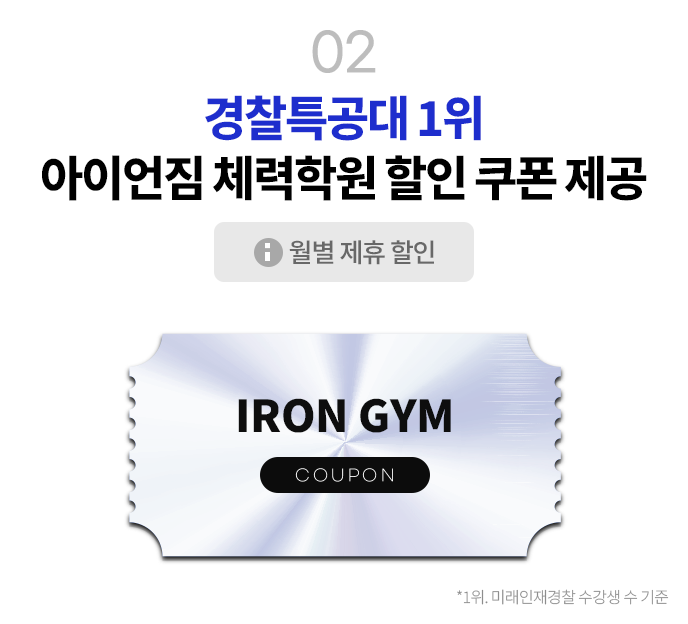 02
경찰특공대 1위
아이언짐 체력학원 할인 쿠폰 제공
월별 제휴 할인
IRON GYM
COUPON
*1위. 미래인재경찰 수강생 수 기준